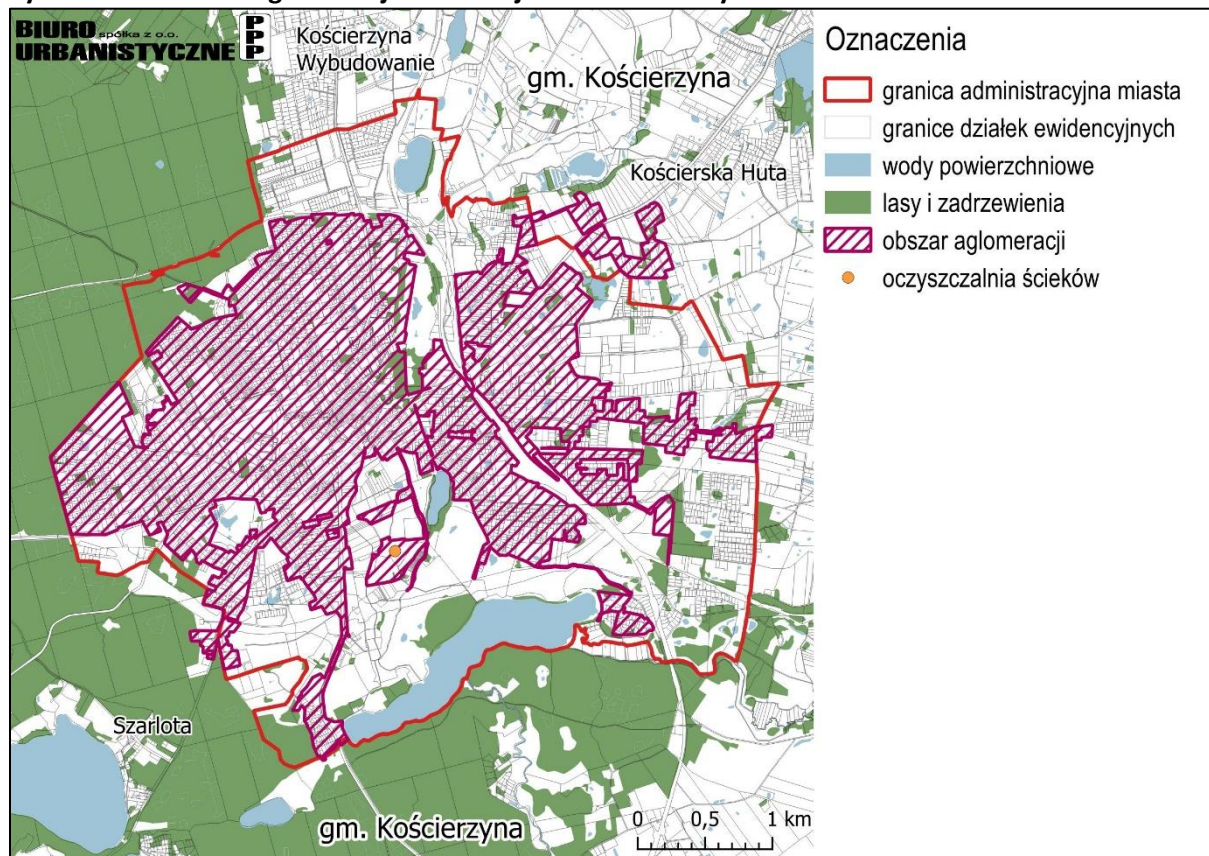 BIURO spółka z o.o. PPP
URBANISTYCZNE
Kościerzyna
Wybudowanie
gm. Kościerzyna
Kościerska Huta
Szarlota
gm. Kościerzyna
0 0,5 1 km
Oznaczenia
granica administracyjna miasta
granice działek ewidencyjnych
wody powierzchniowe
lasy i zadrzewienia
obszar aglomeracji
oczyszczalnia ścieków